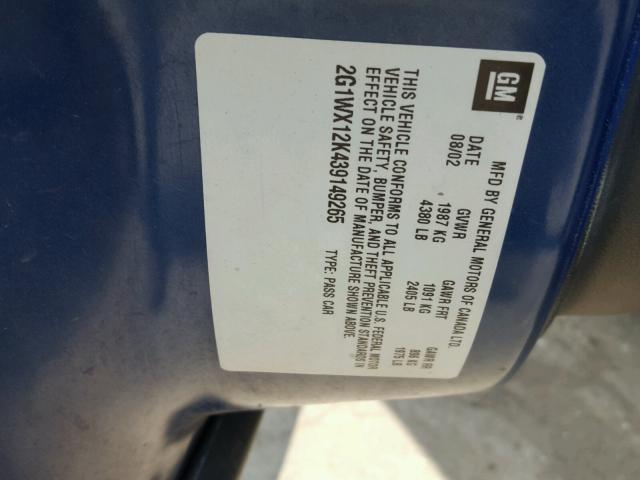 GM
MFD BY GENERAL MOTORS OF CANADA LTD.
DATE GVWR GAWR FRT GAWR RR
08/02 1987 KG 1091 KG 896 KG
4380 LB 2405 LB 1975 LB
THIS VEHICLE CONFORMS TO ALL APPLICABLE U.S. FEDERAL MOTOR
VEHICLE SAFETY, BUMPER, AND THEFT PREVENTION STANDARDS IN
EFFECT ON THE DATE OF MANUFACTURE SHOWN ABOVE.
2G1WX12K439149265 TYPE: PASS CAR